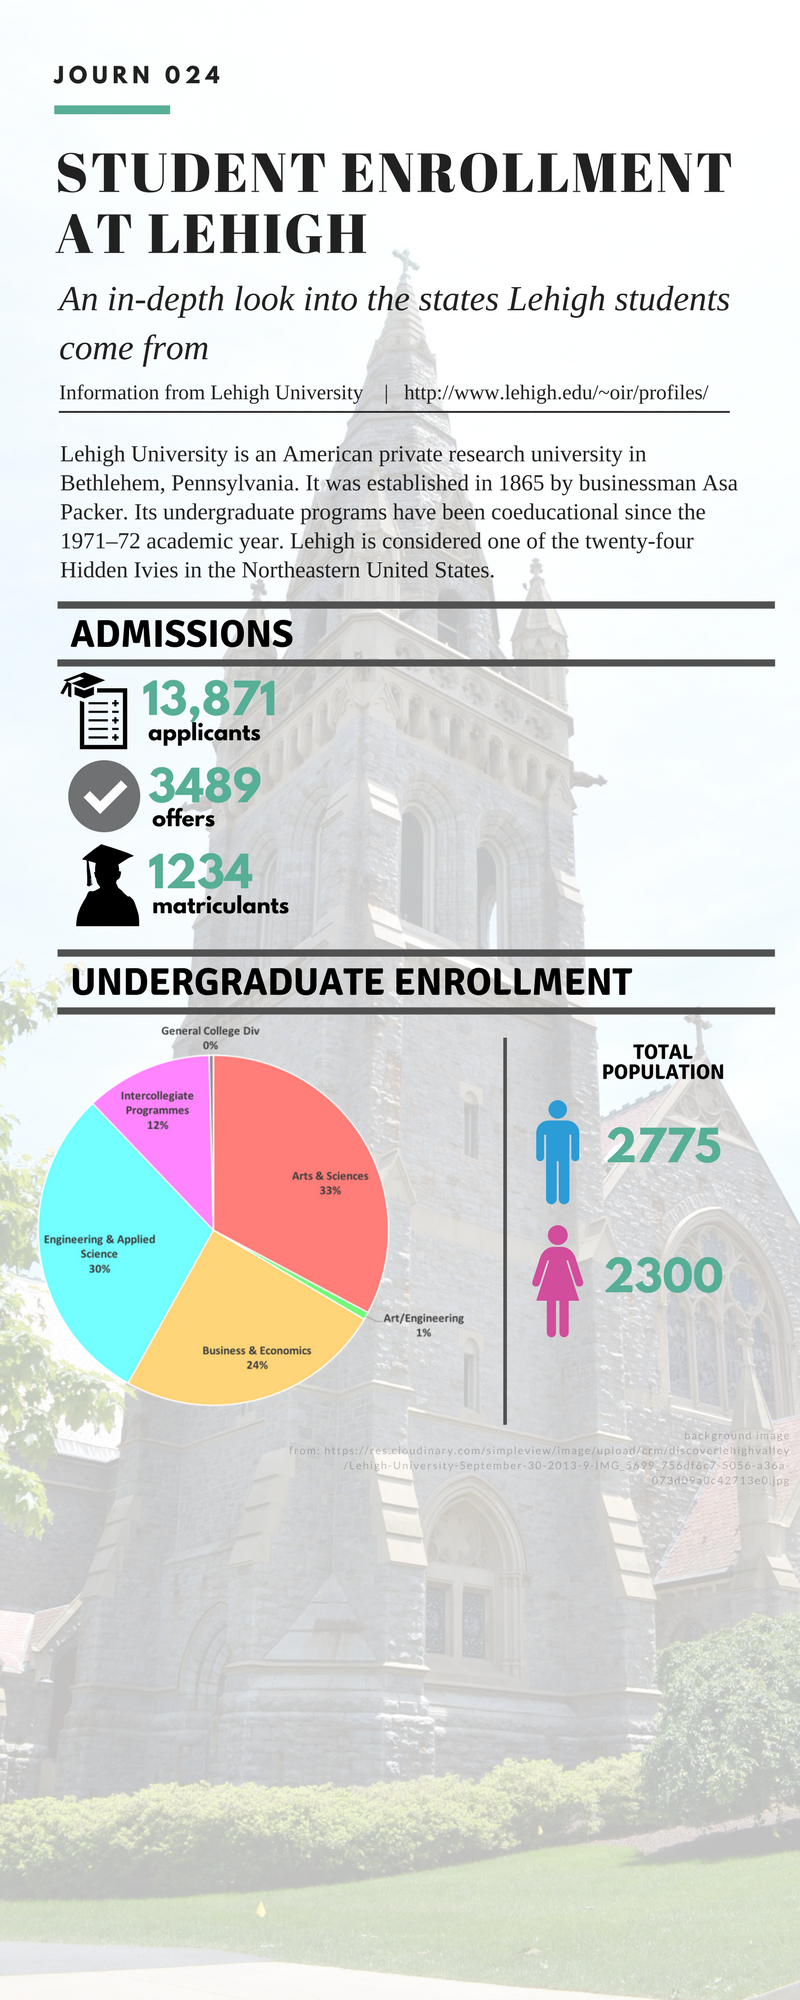 JOURN 024
STUDENT ENROLLMENT
AT LEHIGH
An in-depth look into the states Lehigh students
come from
Information from Lehigh University | http://www.lehigh.edu/~oir/profiles/
Lehigh University is an American private research university in
Bethlehem, Pennsylvania. It was established in 1865 by businessman Asa
Packer. Its undergraduate programs have been coeducational since the
1971–72 academic year. Lehigh is considered one of the twenty-four
Hidden Ivies in the Northeastern United States.
ADMISSIONS
13,871
applicants
3489
offers
1234
matriculants
UNDERGRADUATE ENROLLMENT
General College Div
0%
Intercollegiate
Programmes
12%
Arts & Sciences
33%
Engineering & Applied
Science
30%
Art/Engineering
1%
Business & Economics
24%
TOTAL
POPULATION
2775
2300
background image
from: https://res.cloudinary.com/simpleview/image/upload/crm/discoverlehighvalley
/Lehigh-University-September-30-2013-9-IMG_5699_756df6c7-5056-a36a-
073d09a0c42713e0.jpg